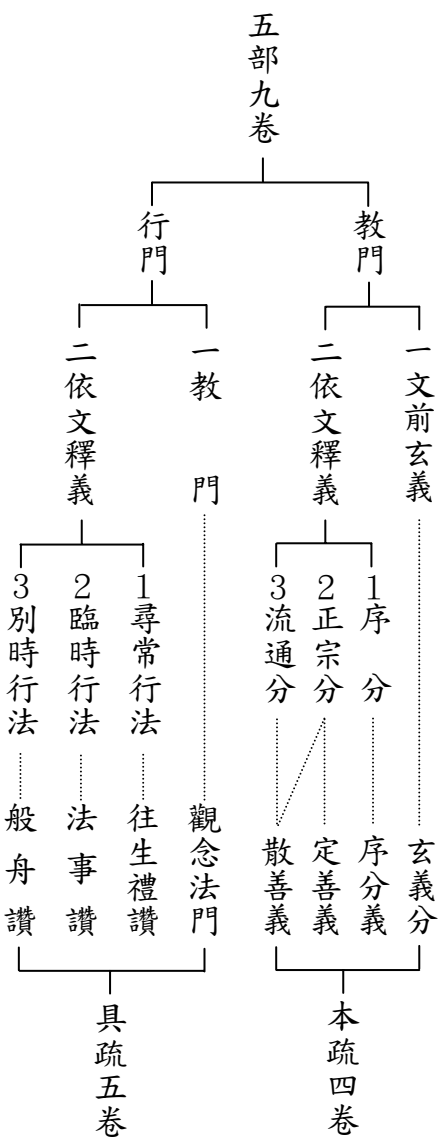 五部九卷
教門
一文前玄義
玄義分
二依文釋義
1序分
序分義
2正宗分
定善義
3流通分
散善義
本疏四卷
行門
一教門
觀念法門
二依文釋義
1尋常行法
往生禮讚
2臨時行法
法事讚
3別時行法
般舟讚
具疏五卷